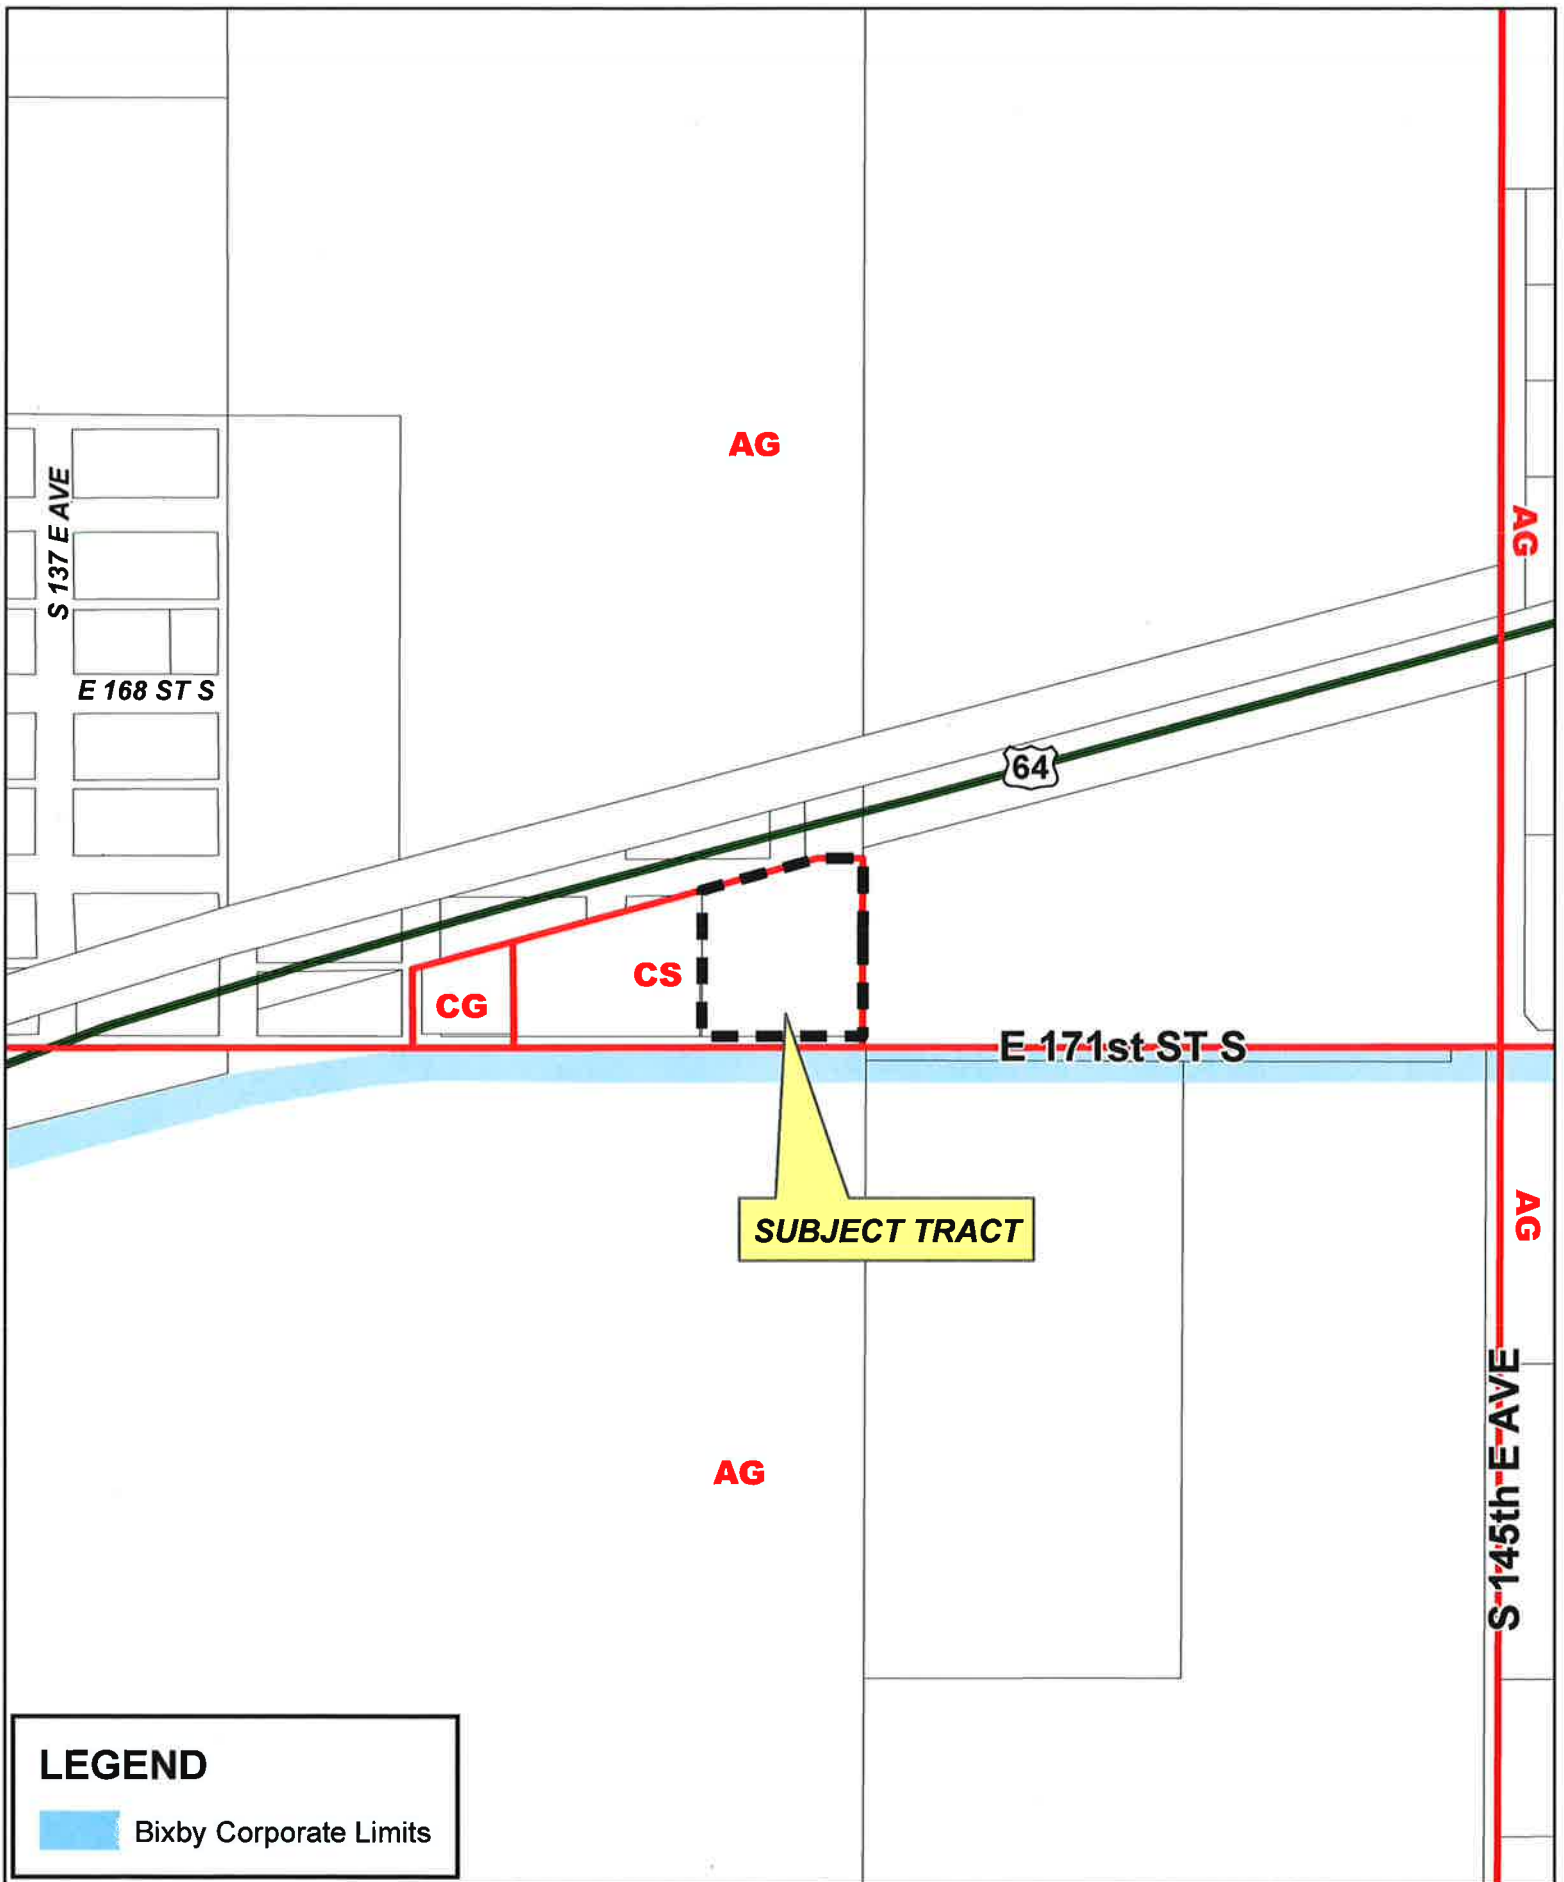 AG
AG
S 137 E AVE
E 168 ST S
64
CS
CG
E 171st ST S
SUBJECT TRACT
AG
AG
S 145th E AVE
LEGEND
Bixby Corporate Limits